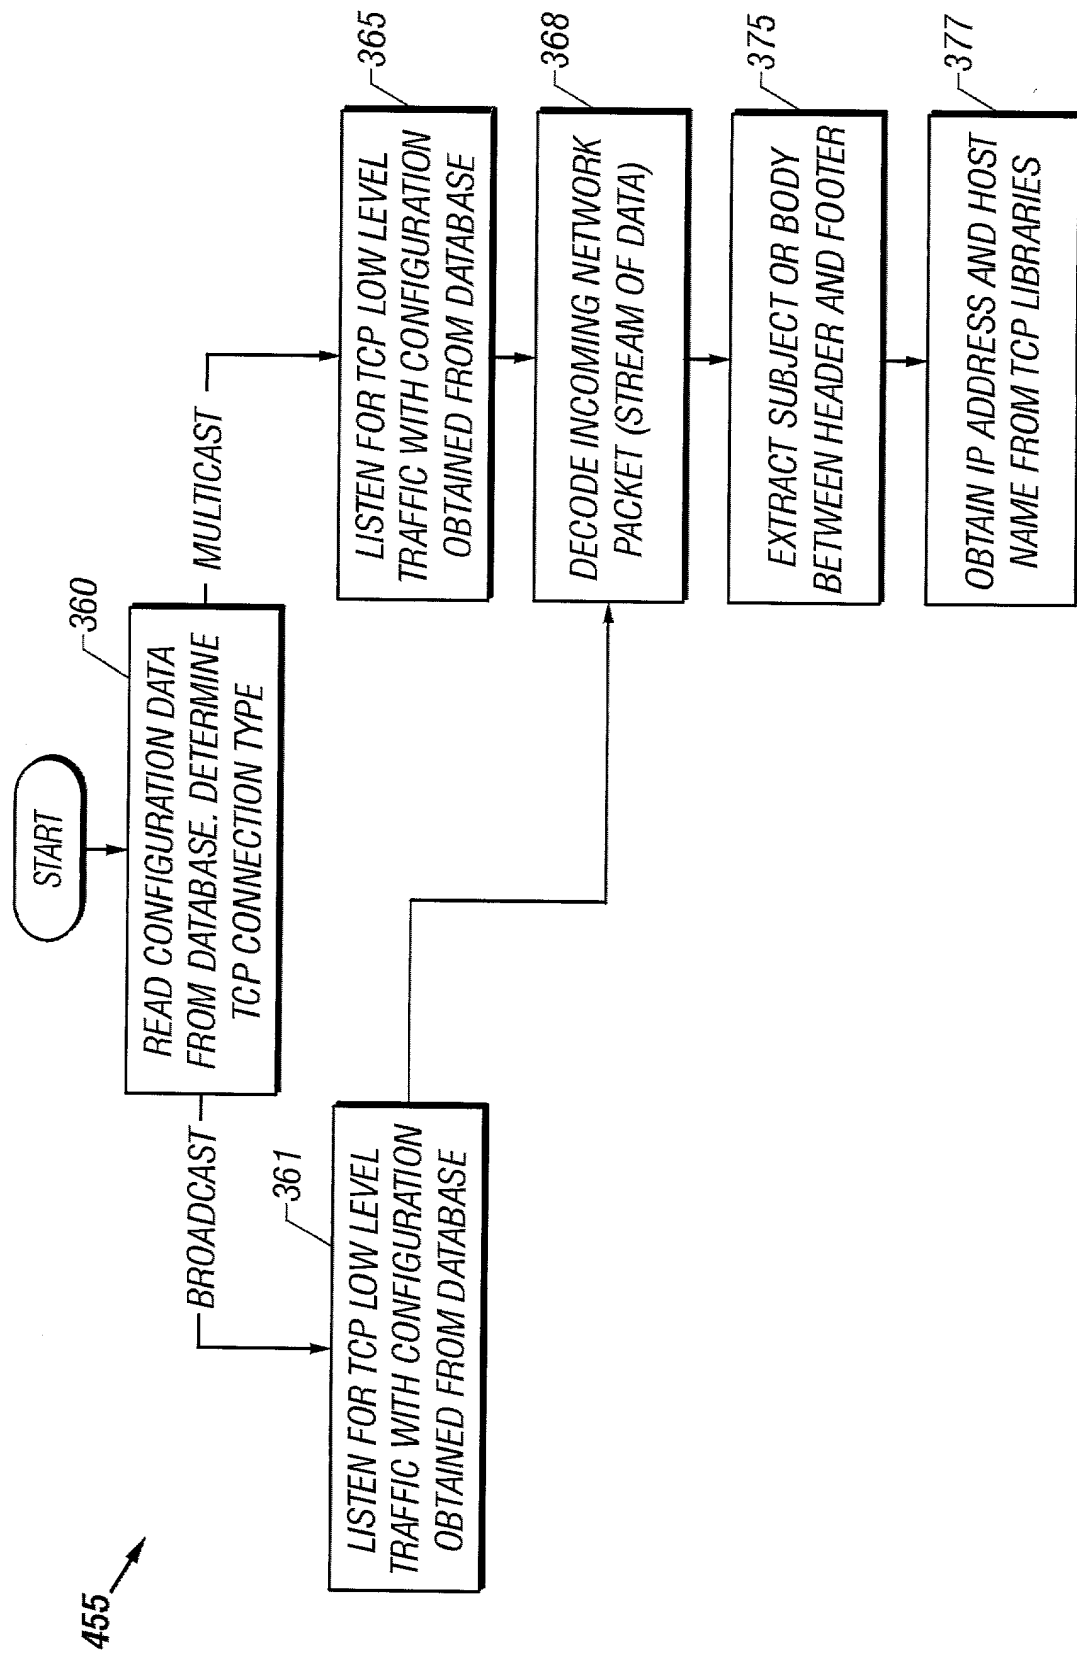 455
START
360
READ CONFIGURATION DATA
FROM DATABASE. DETERMINE
TCP CONNECTION TYPE
BROADCAST
MULTICAST
361
LISTEN FOR TCP LOW LEVEL
TRAFFIC WITH CONFIGURATION
OBTAINED FROM DATABASE
365
LISTEN FOR TCP LOW LEVEL
TRAFFIC WITH CONFIGURATION
OBTAINED FROM DATABASE
368
DECODE INCOMING NETWORK
PACKET (STREAM OF DATA)
375
EXTRACT SUBJECT OR BODY
BETWEEN HEADER AND FOOTER
377
OBTAIN IP ADDRESS AND HOST
NAME FROM TCP LIBRARIES